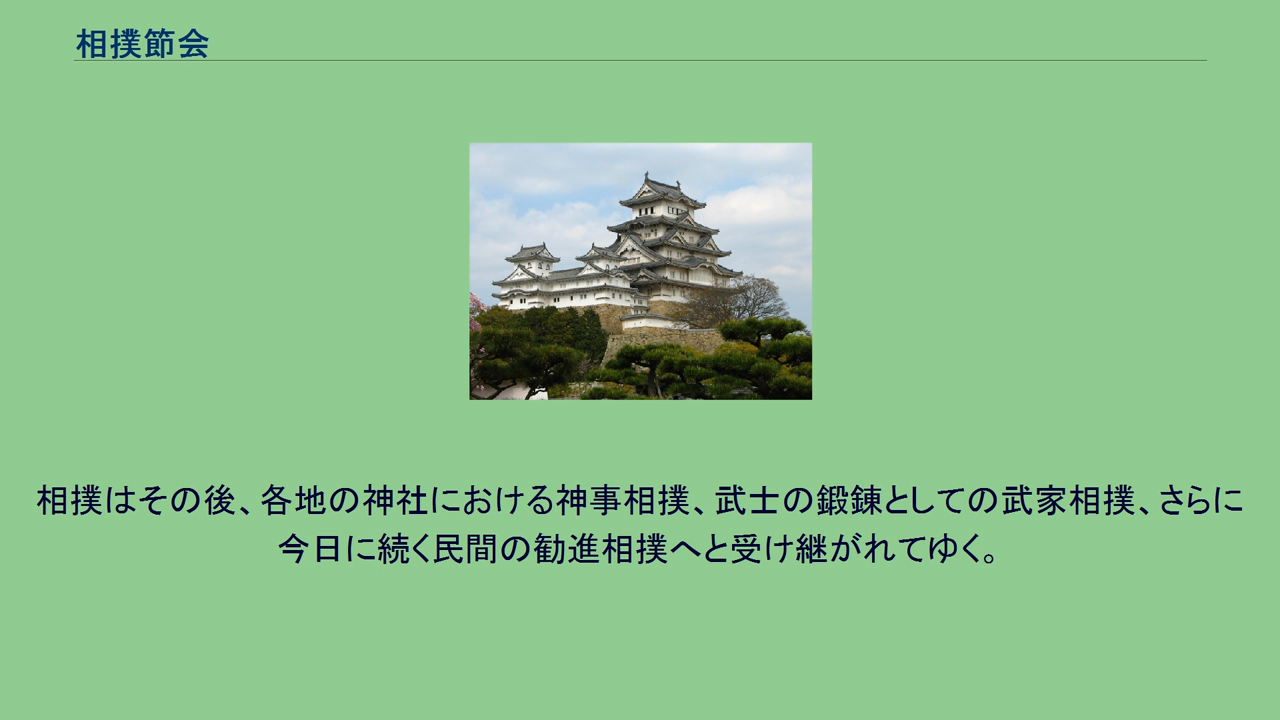 相撲節会
相撲はその後、各地の神社における神事相撲、武士の鍛錬としての武家相撲、さらに
今日に続く民間の勧進相撲へと受け継がれてゆく。